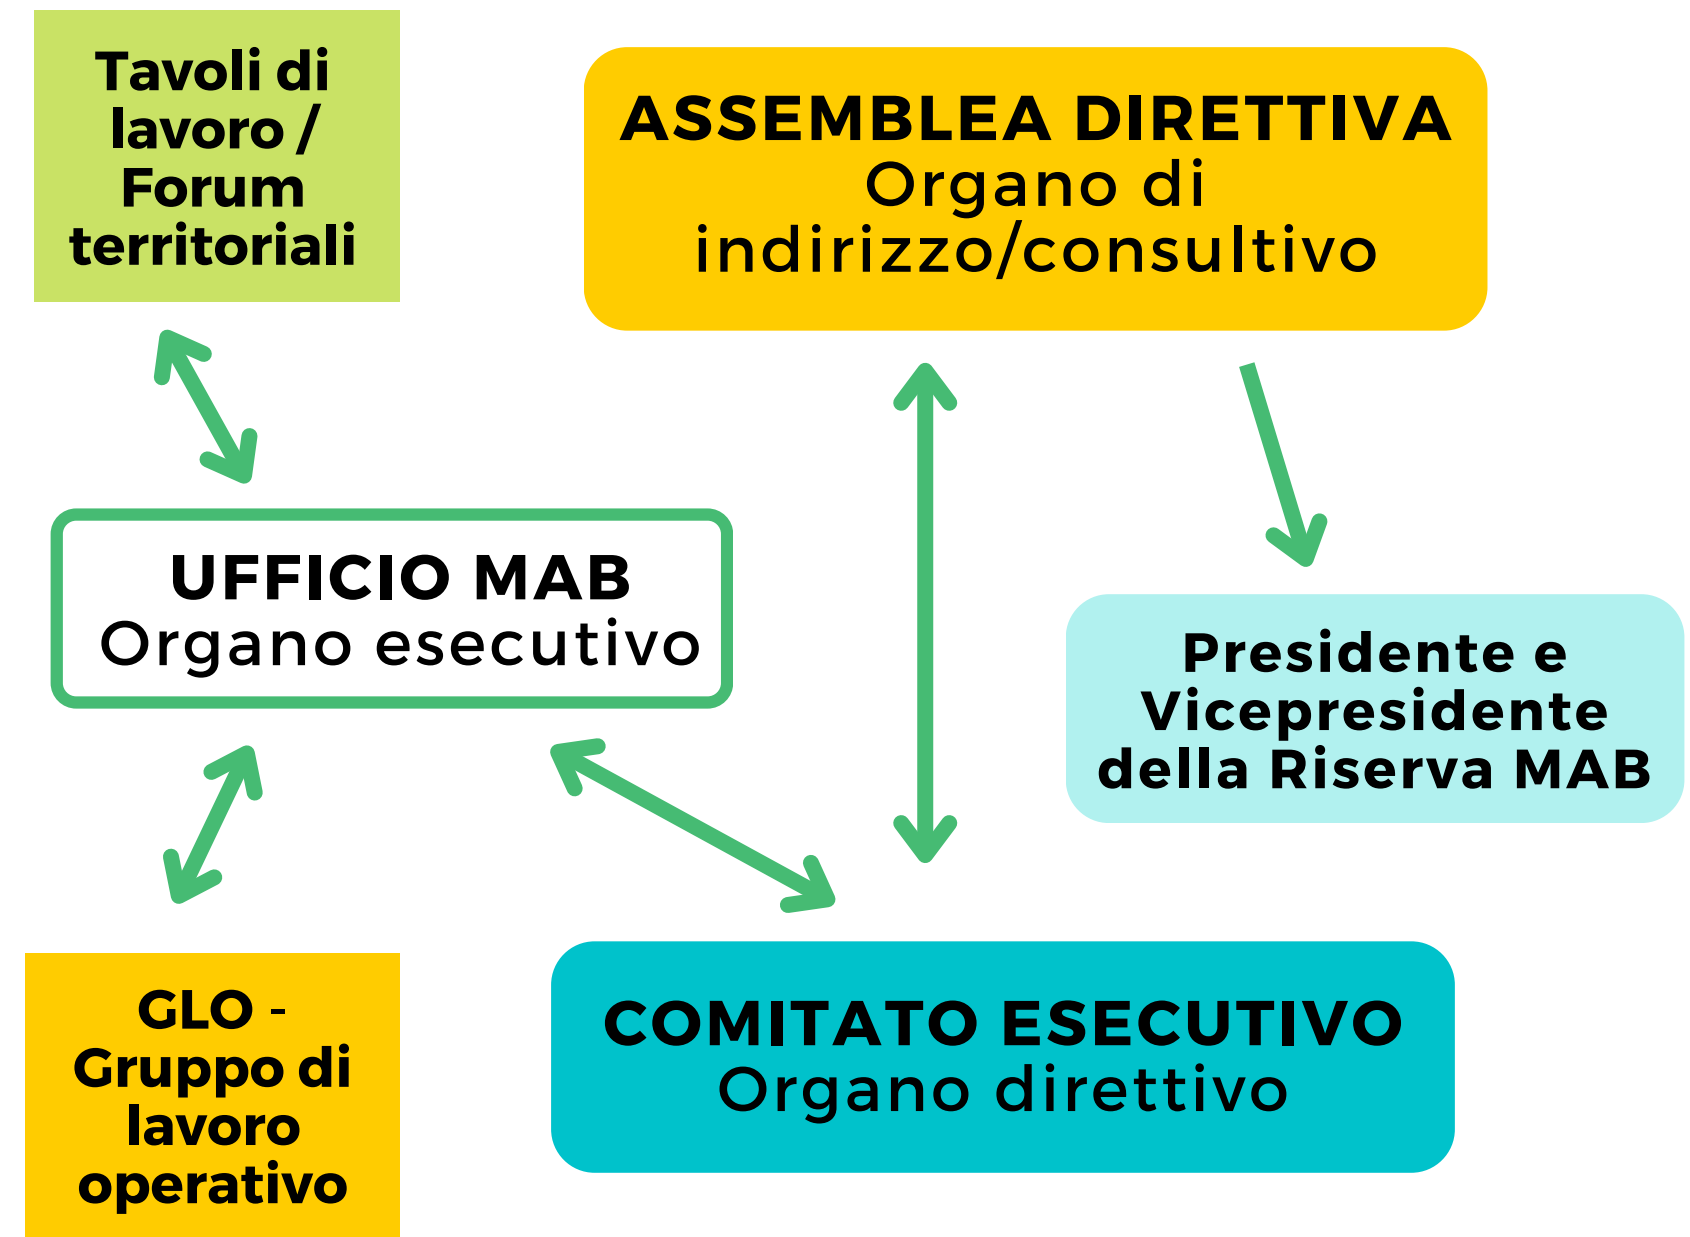 Tavoli di
lavoro /
Forum
territoriali
ASSEMBLEA DIRETTIVA
Organo di
indirizzo/consultivo
UFFICIO MAB
Organo esecutivo
Presidente e
Vicepresidente
della Riserva MAB
GLO -
Gruppo di
lavoro
operativo
COMITATO ESECUTIVO
Organo direttivo